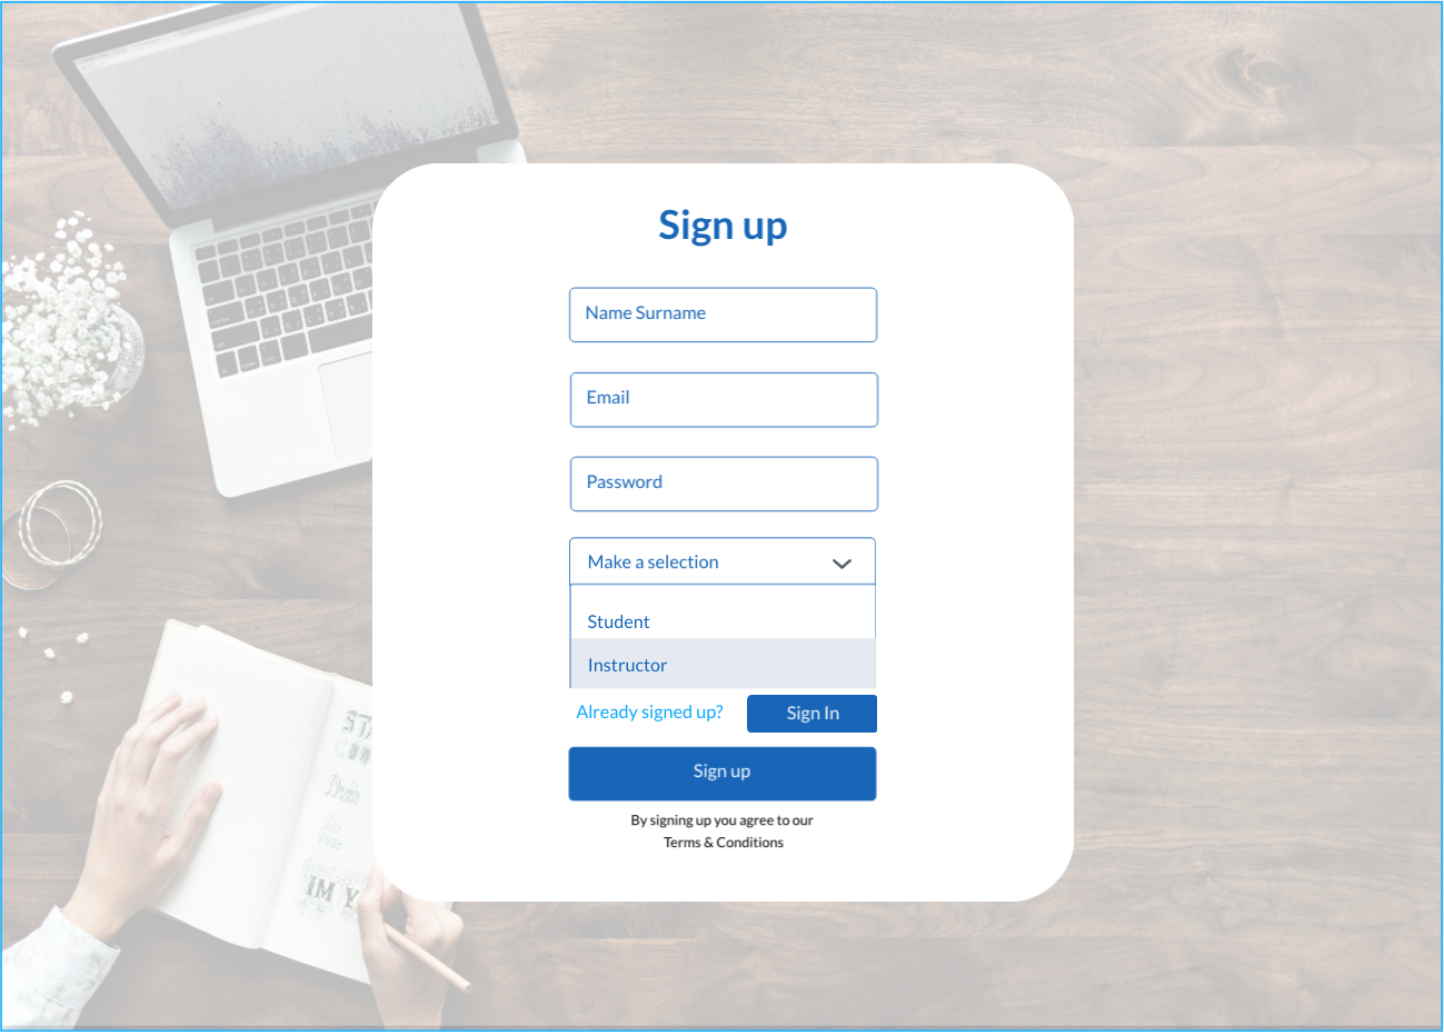 Sign up
Name Surname
Email
Password
Make a selection
Student
Instructor
Already signed up?
Sign In
Sign up
By signing up you agree to our
Terms & Conditions
IM Y